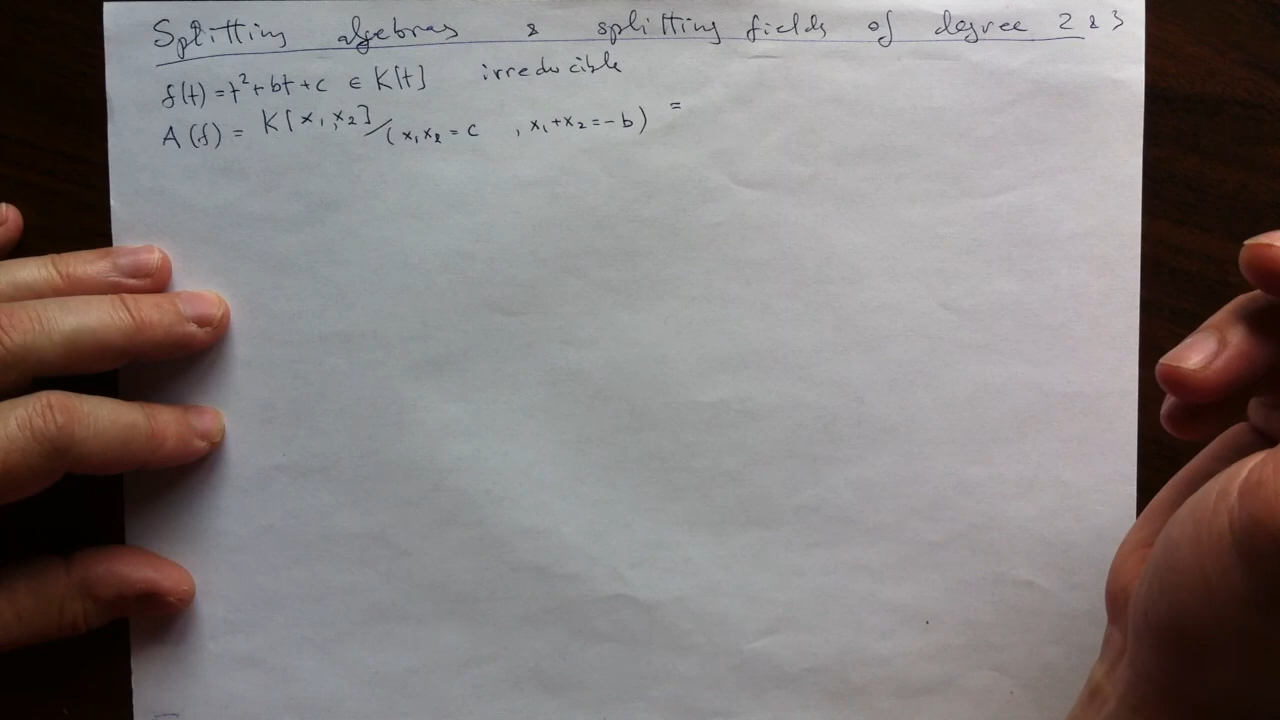 Splitting algebras & splitting fields of degree 2 & 3
f(t) = t² + bt + c ∈ K[t] irreducible
A(f) = K[x₁,x₂]/(x₁x₂ = c , x₁+x₂ = -b) =